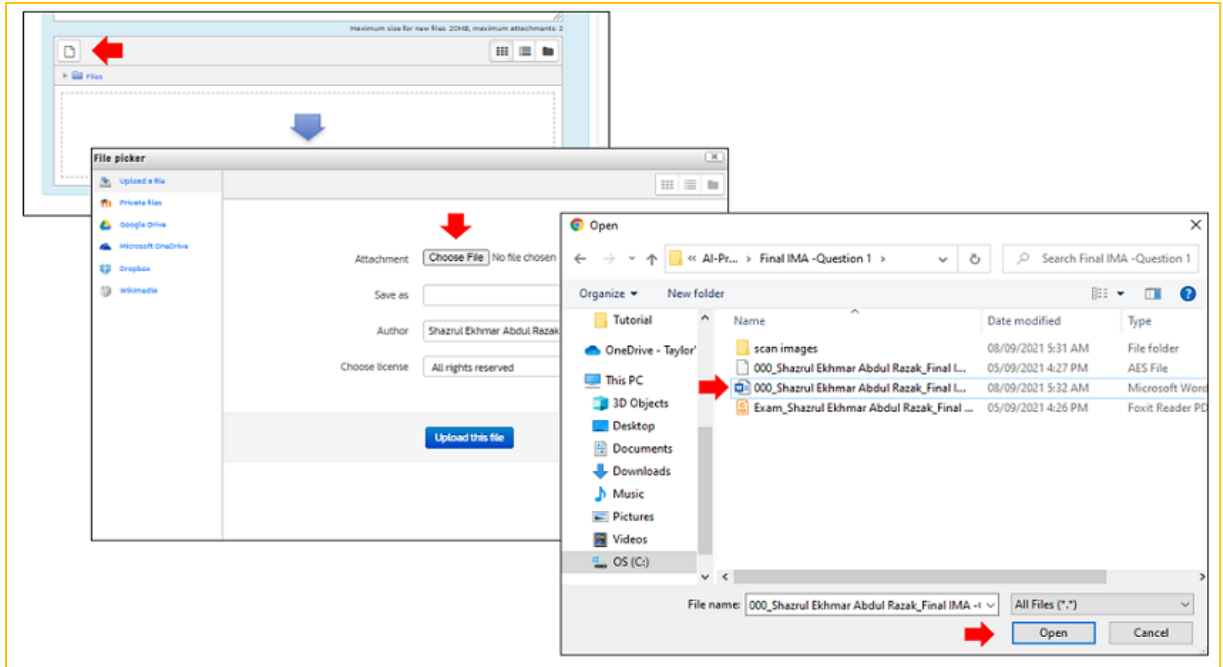 Maximum size for new files: 20MB, maximum attachments: 2
Files
File picker
Upload a file
Private files
Google Drive
Microsoft OneDrive
Dropbox
Wikimedia
Attachment Choose File No file chosen
Save as
Author Shazrul Ekhmar Abdul Razak
Choose license All rights reserved
Upload this file
Open
« AI-Pr... › Final IMA -Question 1 ›
Search Final IMA -Question 1
Organize New folder
Tutorial
OneDrive - Taylor'
This PC
3D Objects
Desktop
Documents
Downloads
Music
Pictures
Videos
OS (C:)
Name Date modified Type
scan images 08/09/2021 5:31 AM File folder
000_Shazrul Ekhmar Abdul Razak_Final I... 05/09/2021 4:27 PM AES File
000_Shazrul Ekhmar Abdul Razak_Final I... 08/09/2021 5:32 AM Microsoft Word
Exam_Shazrul Ekhmar Abdul Razak_Final ... 05/09/2021 4:26 PM Foxit Reader PD
File name: 000_Shazrul Ekhmar Abdul Razak_Final IMA - All Files (*.*)
Open Cancel